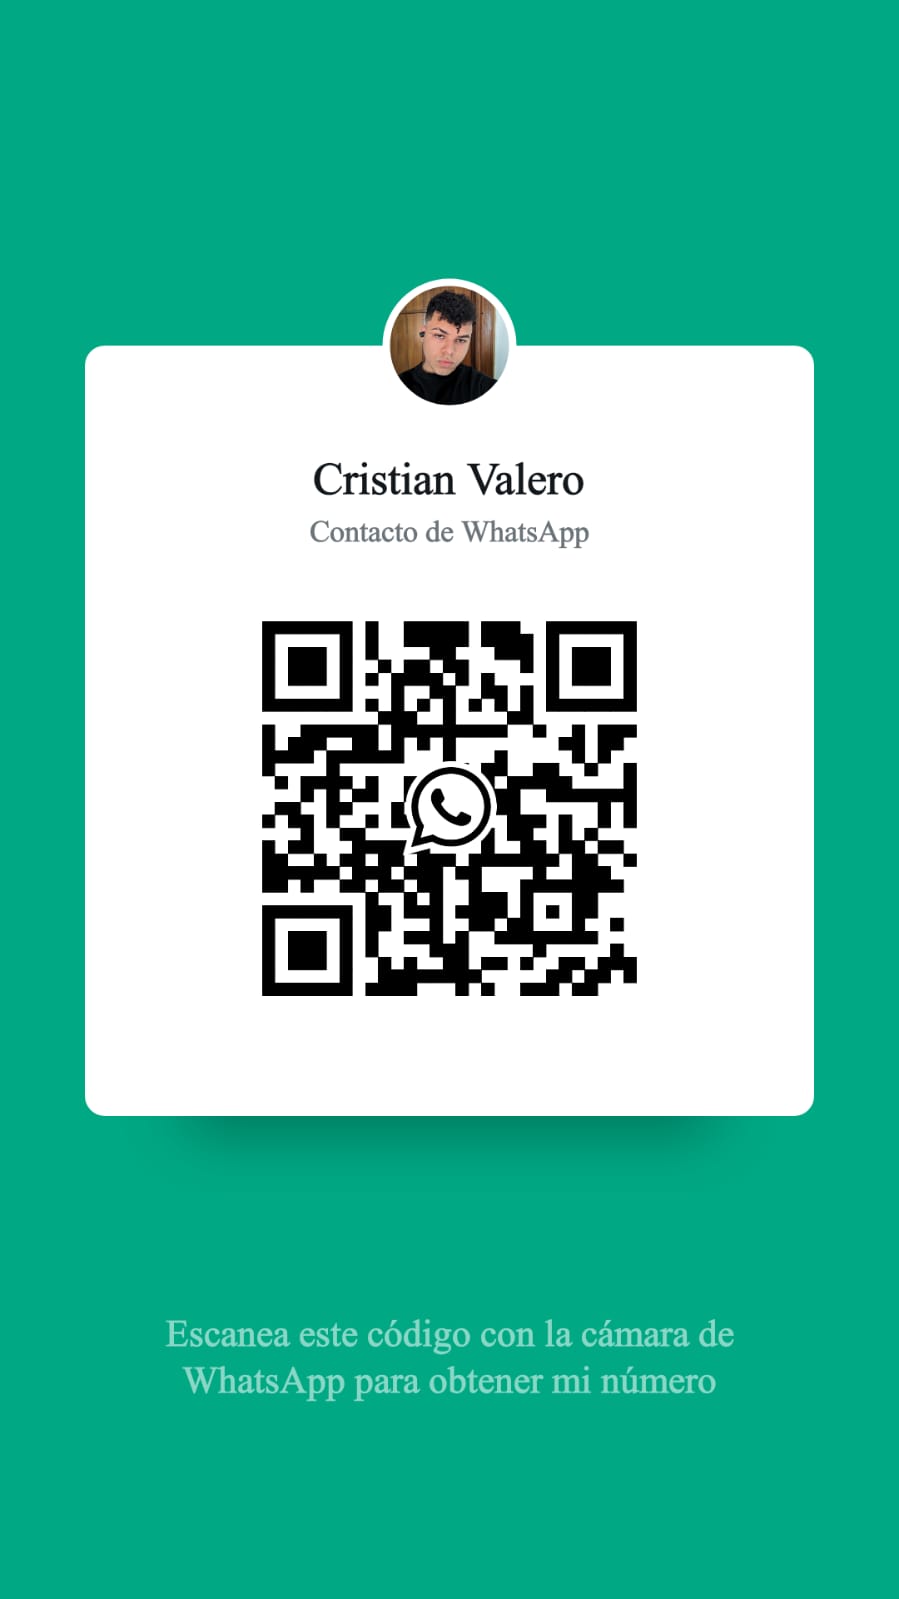 Cristian Valero
Contacto de WhatsApp
Escanea este código con la cámara de
WhatsApp para obtener mi número